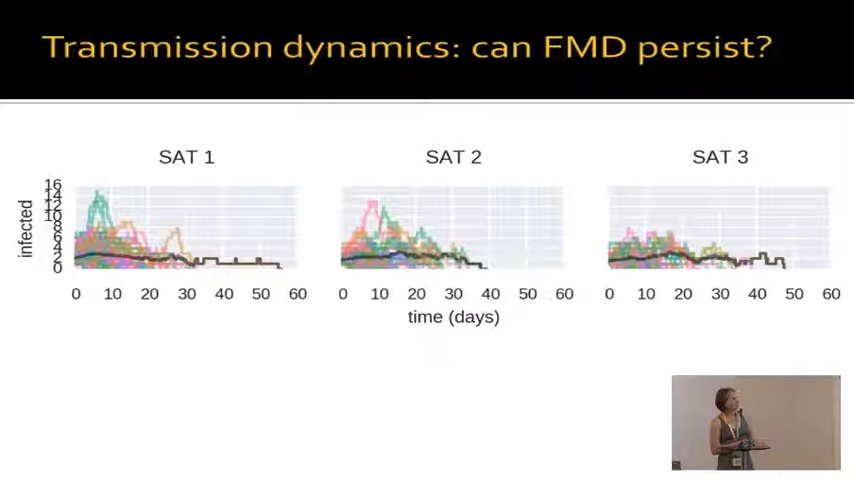 Transmission dynamics: can FMD persist?
SAT 1
SAT 2
SAT 3
infected
16
14
12
10
8
6
4
2
0
0 10 20 30 40 50 60
0 10 20 30 40 50 60
0 10 20 30 40 50 60
time (days)